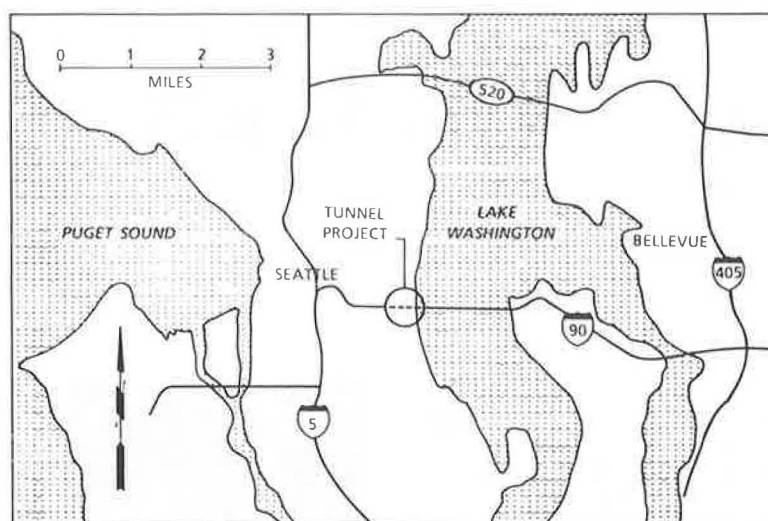 0 1 2 3
MILES
520
TUNNEL
PROJECT
LAKE
WASHINGTON
PUGET SOUND
BELLEVUE
SEATTLE
405
90
5